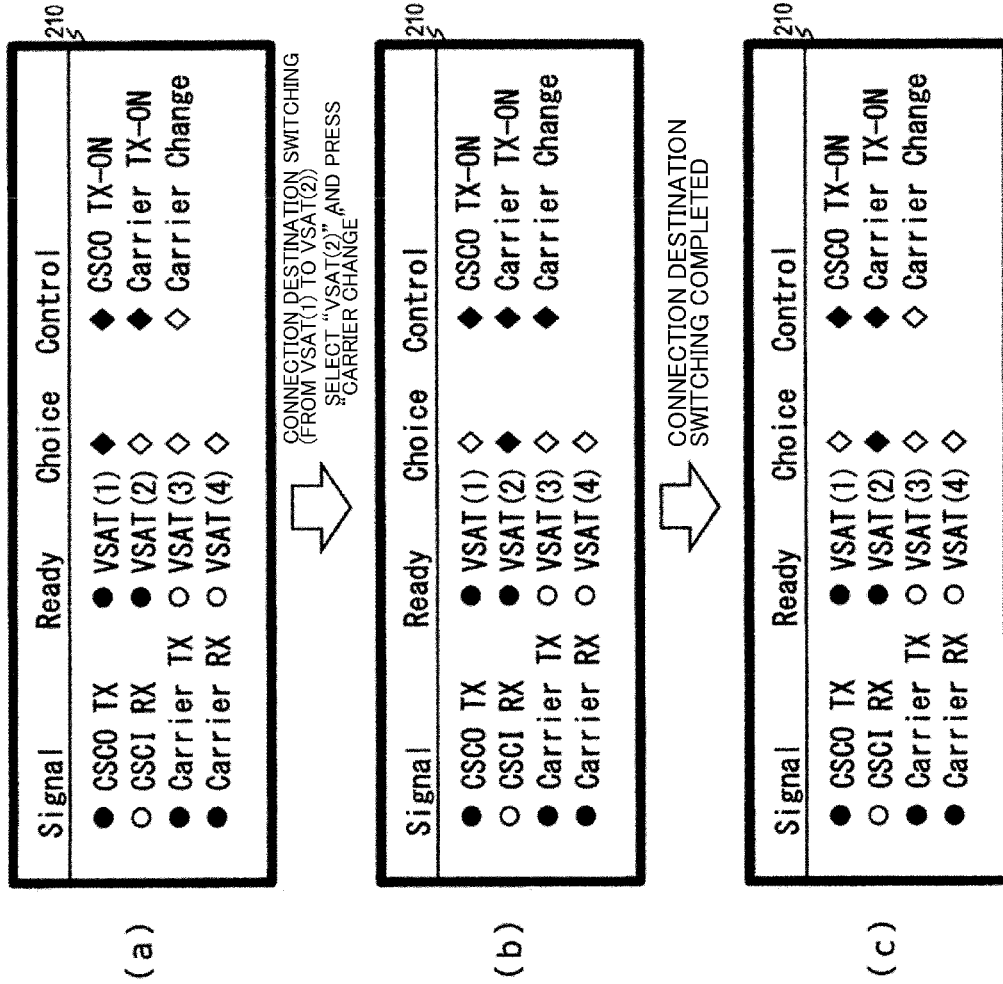 (a)
210
Signal Ready Choice Control
● CSCO TX ● VSAT(1) ◆ ◆ CSCO TX-ON
○ CSCI RX ● VSAT(2) ◇ ◆ Carrier TX-ON
● Carrier TX ○ VSAT(3) ◇ ◇ Carrier Change
● Carrier RX ○ VSAT(4) ◇
CONNECTION DESTINATION SWITCHING
(FROM VSAT(1) TO VSAT(2))
SELECT "VSAT(2)" AND PRESS
"CARRIER CHANGE"
(b)
210
Signal Ready Choice Control
● CSCO TX ● VSAT(1) ◇ ◆ CSCO TX-ON
○ CSCI RX ● VSAT(2) ◆ ◆ Carrier TX-ON
● Carrier TX ○ VSAT(3) ◇ ◆ Carrier Change
● Carrier RX ○ VSAT(4) ◇
CONNECTION DESTINATION
SWITCHING COMPLETED
(c)
210
Signal Ready Choice Control
● CSCO TX ● VSAT(1) ◇ ◆ CSCO TX-ON
○ CSCI RX ● VSAT(2) ◆ ◆ Carrier TX-ON
● Carrier TX ○ VSAT(3) ◇ ◇ Carrier Change
● Carrier RX ○ VSAT(4) ◇